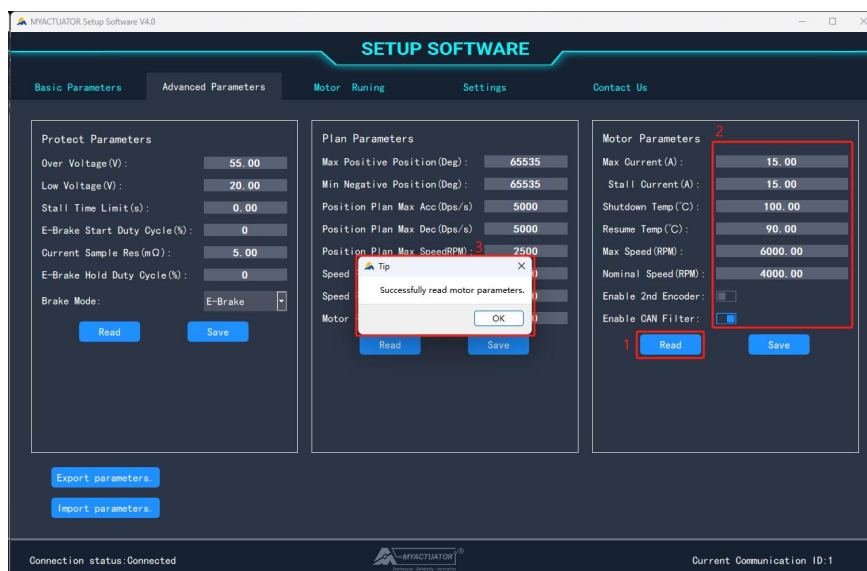 MYACTUATOR Setup Software V4.0
SETUP SOFTWARE
Basic Parameters
Advanced Parameters
Motor Runing
Settings
Contact Us
Protect Parameters
Over Voltage(V): 55.00
Low Voltage(V): 20.00
Stall Time Limit(s): 0.00
E-Brake Start Duty Cycle(%): 0
Current Sample Res(mΩ): 5.00
E-Brake Hold Duty Cycle(%): 0
Brake Mode: E-Brake
Read
Save
Plan Parameters
Max Positive Position(Deg): 65535
Min Negative Position(Deg): 65535
Position Plan Max Acc(Dps/s) 5000
Position Plan Max Dec(Dps/s) 5000
Position Plan Max SpeedRPM): 2500
Speed
Speed
Motor
Read
Save
3
Tip
Successfully read motor parameters.
OK
Motor Parameters
2
Max Current(A): 15.00
Stall Current(A): 15.00
Shutdown Temp(℃): 100.00
Resume Temp(℃): 90.00
Max Speed(RPM): 6000.00
Nominal Speed(RPM): 4000.00
Enable 2nd Encoder:
Enable CAN Filter:
1
Read
Save
Export parameters.
Import parameters.
Connection status:Connected
MYACTUATOR
Current Communication ID:1